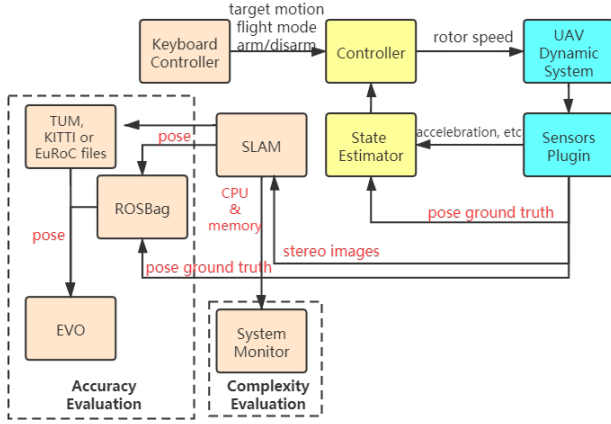 target motion
flight mode
arm/disarm
Keyboard
Controller
Controller
rotor speed
UAV
Dynamic
System
TUM,
KITTI or
EuRoC files
pose
SLAM
State
Estimator
accelebration, etc
Sensors
Plugin
ROSBag
CPU
&
memory
pose ground truth
pose
stereo images
pose ground truth
EVO
System
Monitor
Accuracy
Evaluation
Complexity
Evaluation